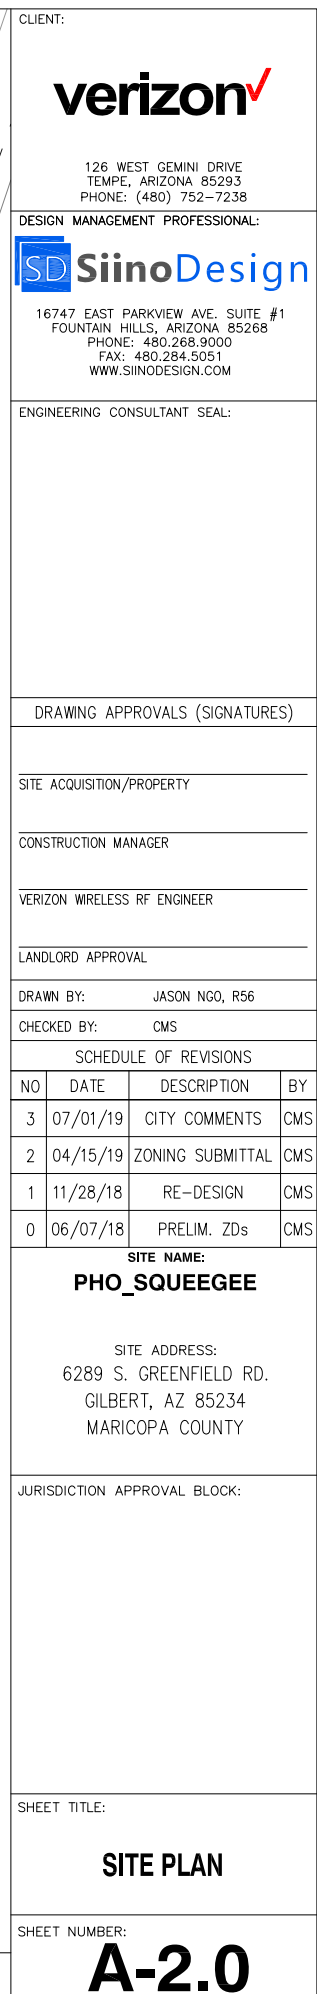 CLIENT:
verizon✓
126 WEST GEMINI DRIVE
TEMPE, ARIZONA 85293
PHONE: (480) 752-7238
DESIGN MANAGEMENT PROFESSIONAL:
SD SiinoDesign
16747 EAST PARKVIEW AVE. SUITE #1
FOUNTAIN HILLS, ARIZONA 85268
PHONE: 480.268.9000
FAX: 480.284.5051
WWW.SIINODESIGN.COM
ENGINEERING CONSULTANT SEAL:
DRAWING APPROVALS (SIGNATURES)
SITE ACQUISITION/PROPERTY
CONSTRUCTION MANAGER
VERIZON WIRELESS RF ENGINEER
LANDLORD APPROVAL
DRAWN BY: JASON NGO, R56
CHECKED BY: CMS
SCHEDULE OF REVISIONS
NO DATE DESCRIPTION BY
3 07/01/19 CITY COMMENTS CMS
2 04/15/19 ZONING SUBMITTAL CMS
1 11/28/18 RE-DESIGN CMS
0 06/07/18 PRELIM. ZDs CMS
SITE NAME:
PHO_SQUEEGEE
SITE ADDRESS:
6289 S. GREENFIELD RD.
GILBERT, AZ 85234
MARICOPA COUNTY
JURISDICTION APPROVAL BLOCK:
SHEET TITLE:
SITE PLAN
SHEET NUMBER:
A-2.0